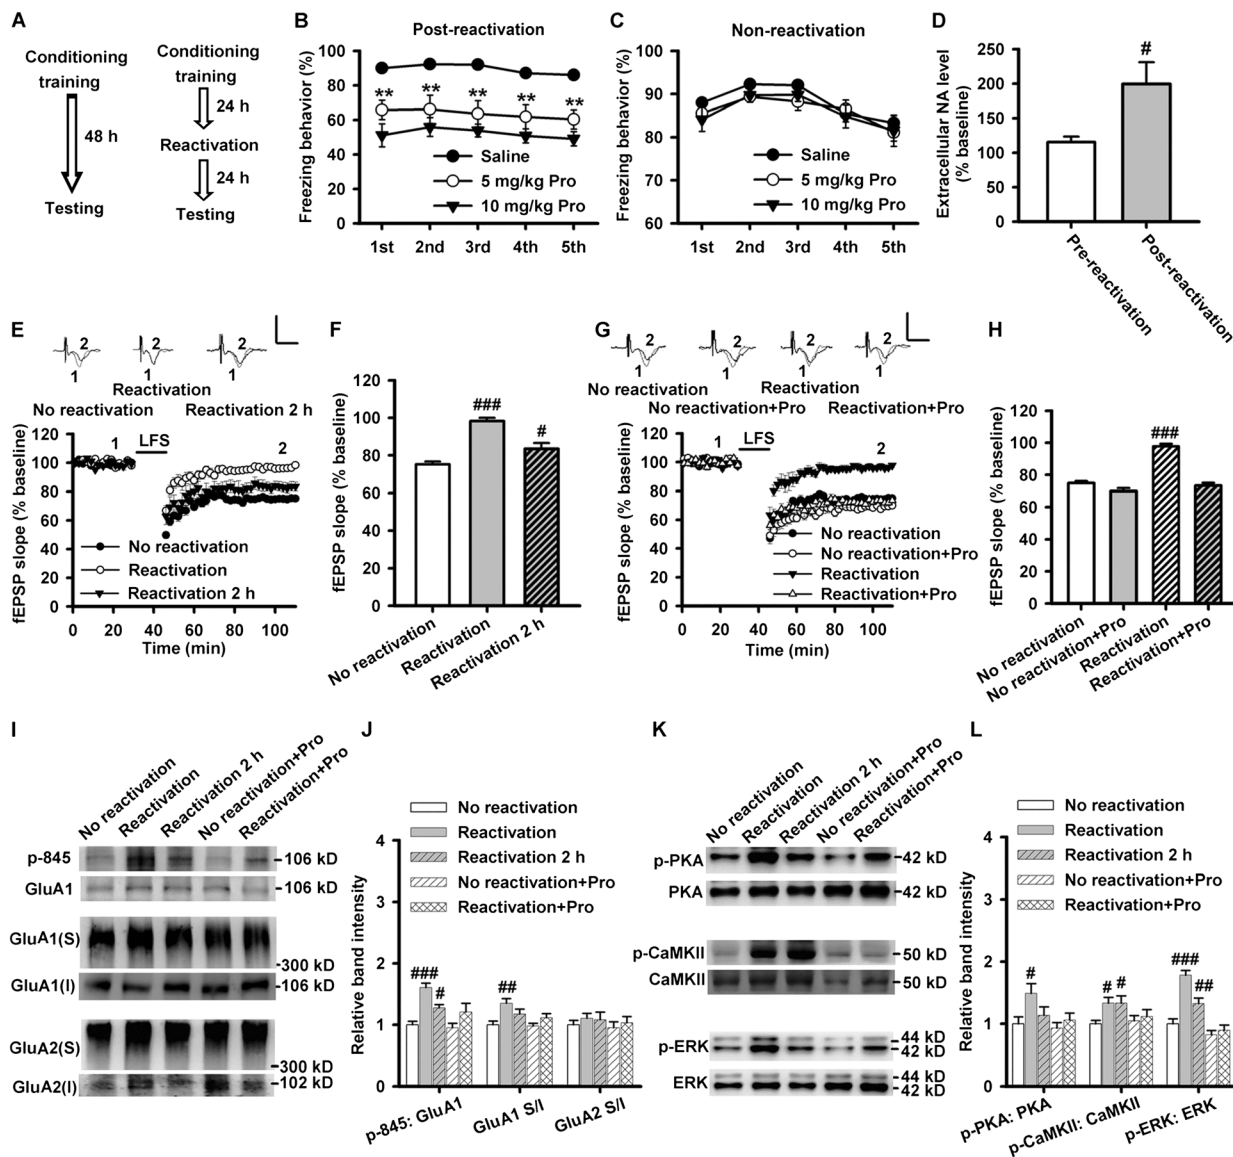 A
Conditioning
training
48 h
Testing
Conditioning
training
24 h
Reactivation
24 h
Testing
B
Post-reactivation
Freezing behavior (%)
100
80
60
40
20
0
**
**
**
**
**
Saline
5 mg/kg Pro
10 mg/kg Pro
1st
2nd
3rd
4th
5th
C
Non-reactivation
Freezing behavior (%)
100
90
80
70
60
Saline
5 mg/kg Pro
10 mg/kg Pro
1st
2nd
3rd
4th
5th
D
Extracellular NA level
(% baseline)
250
200
150
100
50
0
#
Pre-reactivation
Post-reactivation
E
2
1
2
1
2
1
Reactivation
No reactivation
Reactivation 2 h
fEPSP slope (% baseline)
120
100
80
60
40
20
0
1
LFS
2
No reactivation
Reactivation
Reactivation 2 h
0
20
40
60
80
100
Time (min)
F
fEPSP slope (% baseline)
120
100
80
60
40
20
0
###
#
No reactivation
Reactivation
Reactivation 2 h
G
2
1
2
1
2
1
2
1
No reactivation
Reactivation
No reactivation+Pro
Reactivation+Pro
fEPSP slope (% baseline)
120
100
80
60
40
20
0
1
LFS
2
No reactivation
No reactivation+Pro
Reactivation
Reactivation+Pro
0
20
40
60
80
100
Time (min)
H
fEPSP slope (% baseline)
120
100
80
60
40
20
0
###
No reactivation
No reactivation+Pro
Reactivation
Reactivation+Pro
I
No reactivation
Reactivation
Reactivation 2 h
No reactivation+Pro
Reactivation+Pro
p-845
106 kD
GluA1
106 kD
GluA1(S)
300 kD
GluA1(I)
106 kD
GluA2(S)
300 kD
GluA2(I)
102 kD
J
No reactivation
Reactivation
Reactivation 2 h
No reactivation+Pro
Reactivation+Pro
Relative band intensity
4
3
2
1
0
###
#
##
p-845: GluA1
GluA1 S/I
GluA2 S/I
K
No reactivation
Reactivation
Reactivation 2 h
No reactivation+Pro
Reactivation+Pro
p-PKA
42 kD
PKA
42 kD
p-CaMKII
50 kD
CaMKII
50 kD
p-ERK
44 kD
42 kD
ERK
44 kD
42 kD
L
No reactivation
Reactivation
Reactivation 2 h
No reactivation+Pro
Reactivation+Pro
Relative band intensity
4
3
2
1
0
#
#
#
###
##
p-PKA: PKA
p-CaMKII: CaMKII
p-ERK: ERK